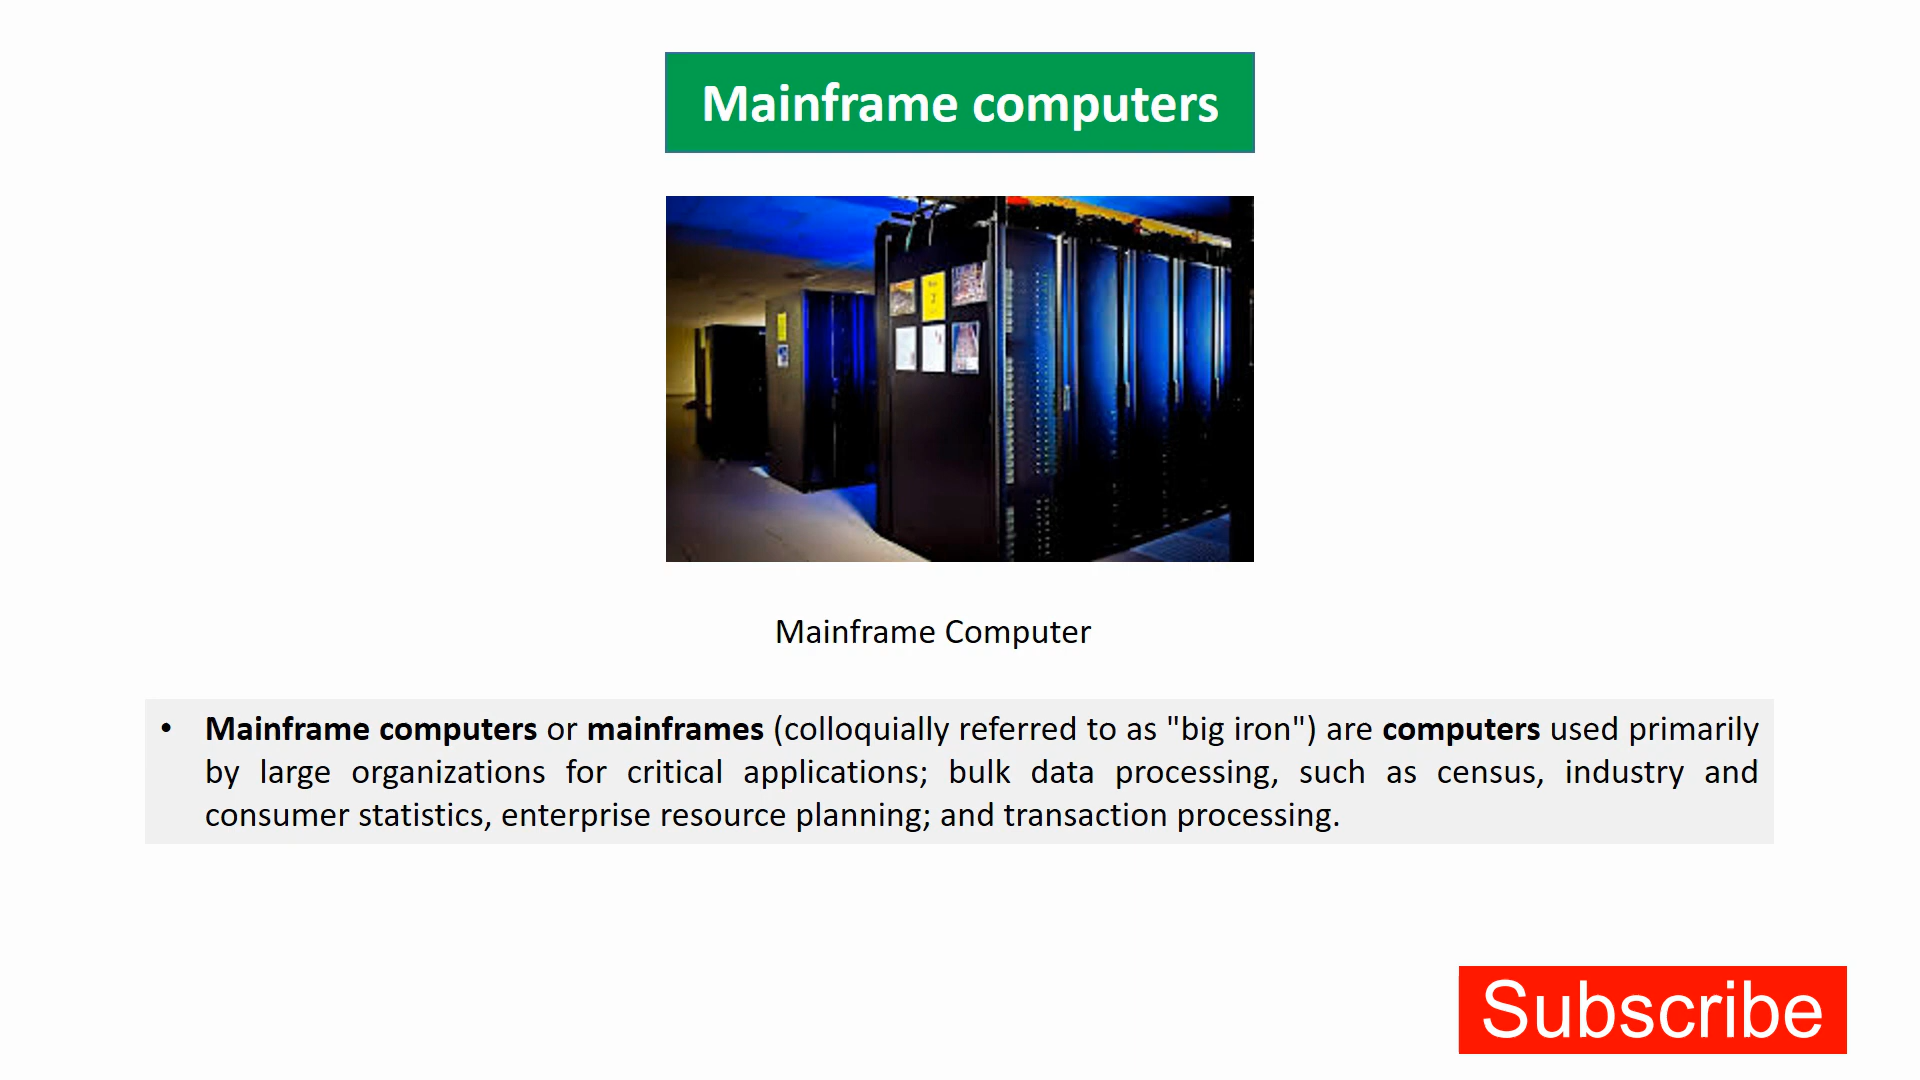 Mainframe computers
Mainframe Computer
• Mainframe computers or mainframes (colloquially referred to as "big iron") are computers used primarily
by large organizations for critical applications; bulk data processing, such as census, industry and
consumer statistics, enterprise resource planning; and transaction processing.
Subscribe